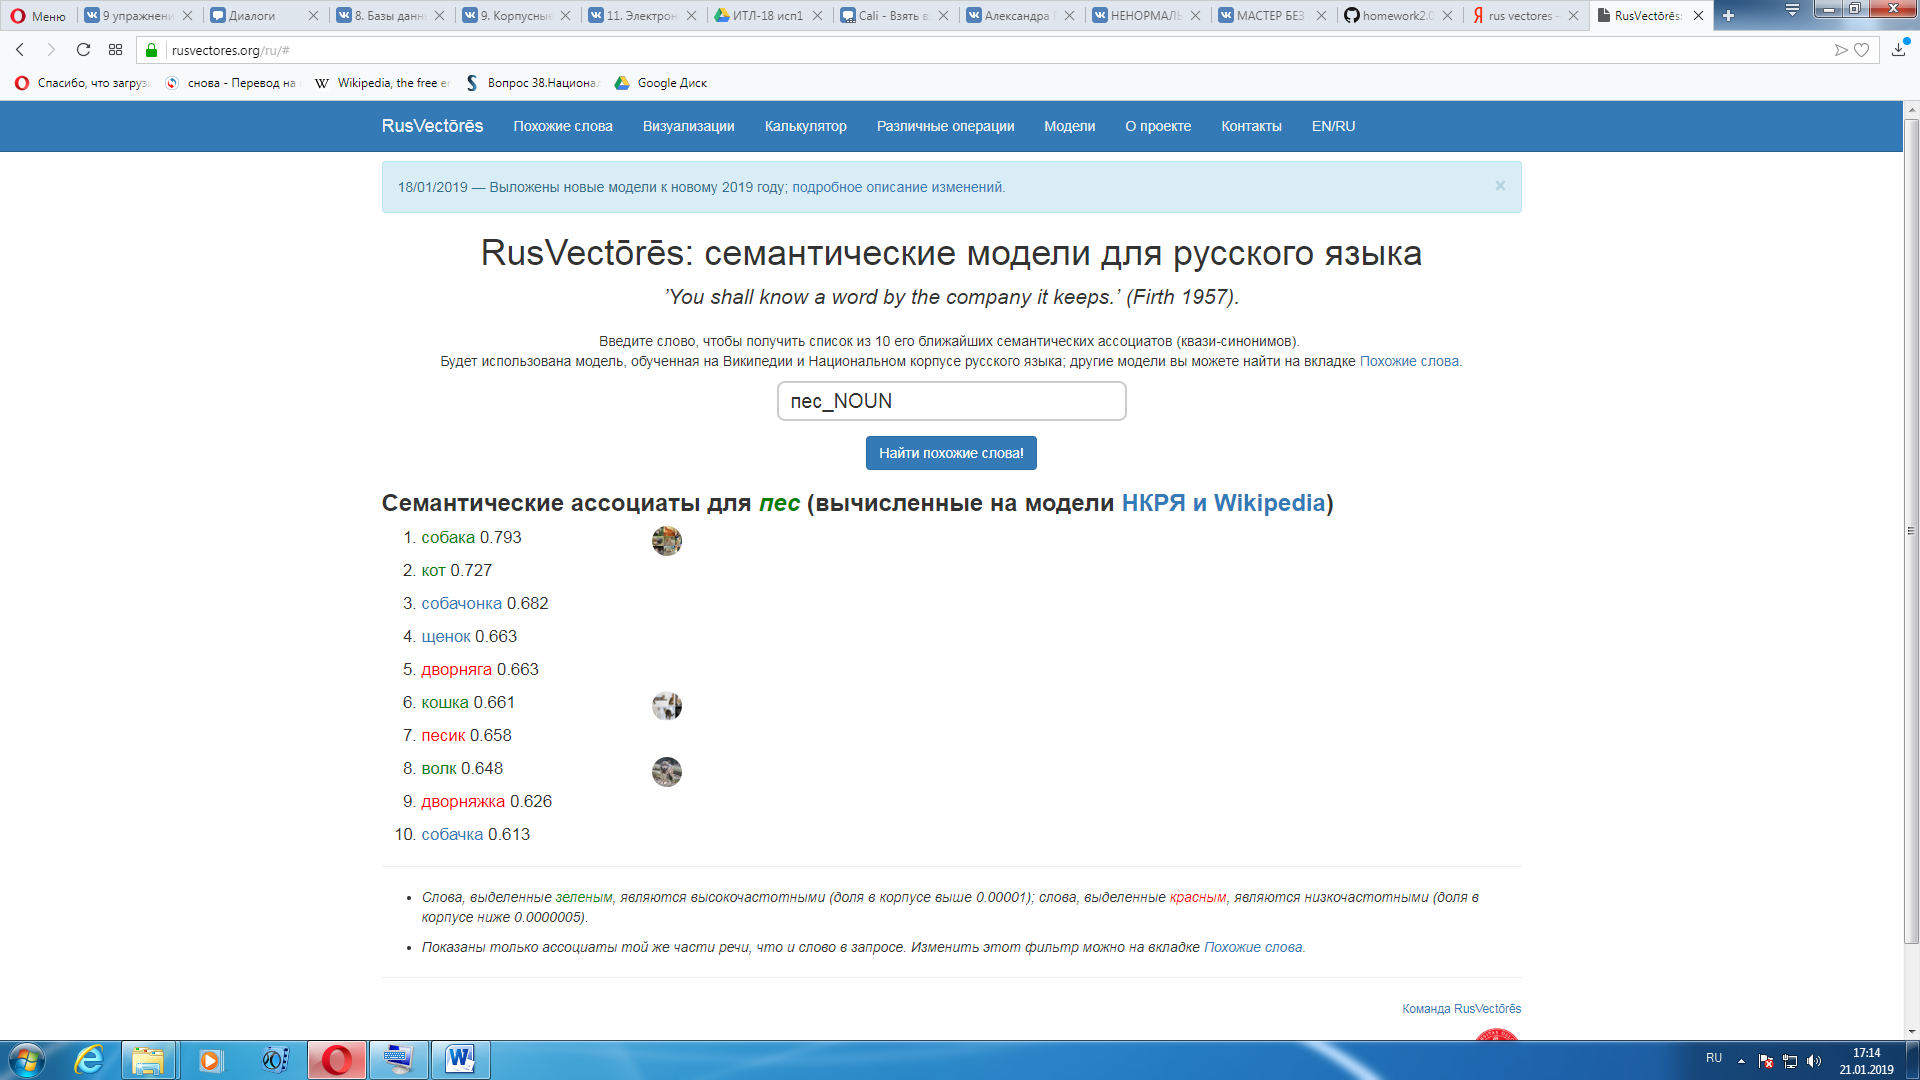 Меню
9 упражнени
Диалоги
8. Базы данн
9. Корпусные
11. Электрон
ИТЛ-18 исп1
Cali - Взять в
Александра
НЕНОРМАЛЬ
МАСТЕР БЕЗ
homework2.0
rus vectores -
RusVectōrēs:
rusvectores.org/ru/#
Спасибо, что загрузи
снова - Перевод на
Wikipedia, the free en
Вопрос 38.Национал
Google Диск
RusVectōrēs Похожие слова Визуализации Калькулятор Различные операции Модели О проекте Контакты EN/RU
18/01/2019 — Выложены новые модели к новому 2019 году; подробное описание изменений.
×
RusVectōrēs: семантические модели для русского языка
’You shall know a word by the company it keeps.’ (Firth 1957).
Введите слово, чтобы получить список из 10 его ближайших семантических ассоциатов (квази-синонимов).
Будет использована модель, обученная на Википедии и Национальном корпусе русского языка; другие модели вы можете найти на вкладке Похожие слова.
пес_NOUN
Найти похожие слова!
Семантические ассоциаты для пес (вычисленные на модели НКРЯ и Wikipedia)
1. собака 0.793
2. кот 0.727
3. собачонка 0.682
4. щенок 0.663
5. дворняга 0.663
6. кошка 0.661
7. песик 0.658
8. волк 0.648
9. дворняжка 0.626
10. собачка 0.613
• Слова, выделенные зеленым, являются высокочастотными (доля в корпусе выше 0.00001); слова, выделенные красным, являются низкочастотными (доля в
корпусе ниже 0.0000005).
• Показаны только ассоциаты той же части речи, что и слово в запросе. Изменить этот фильтр можно на вкладке Похожие слова.
Команда RusVectōrēs
RU
17:14
21.01.2019